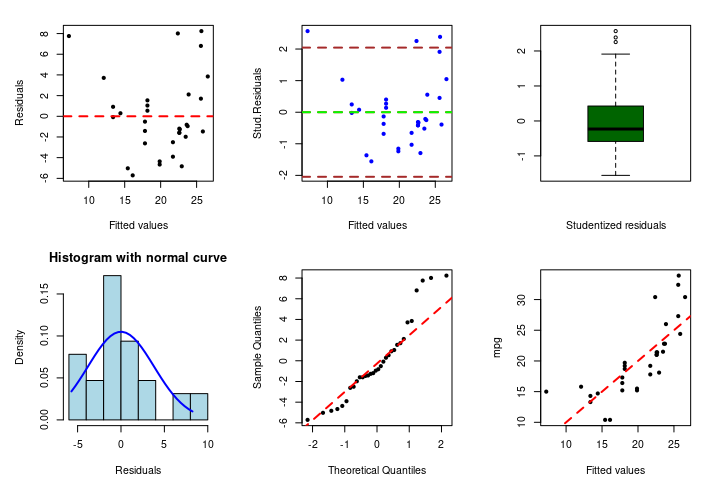 8
6
4
2
0
-2
-4
-6
Residuals
10 15 20 25
Fitted values
2
1
0
-1
-2
Stud.Residuals
10 15 20 25
Fitted values
2
1
0
-1
Studentized residuals
Histogram with normal curve
0.15
0.10
0.05
0.00
Density
-5 0 5 10
Residuals
8
6
4
2
0
-2
-4
-6
Sample Quantiles
-2 -1 0 1 2
Theoretical Quantiles
30
25
20
15
10
mpg
10 15 20 25
Fitted values